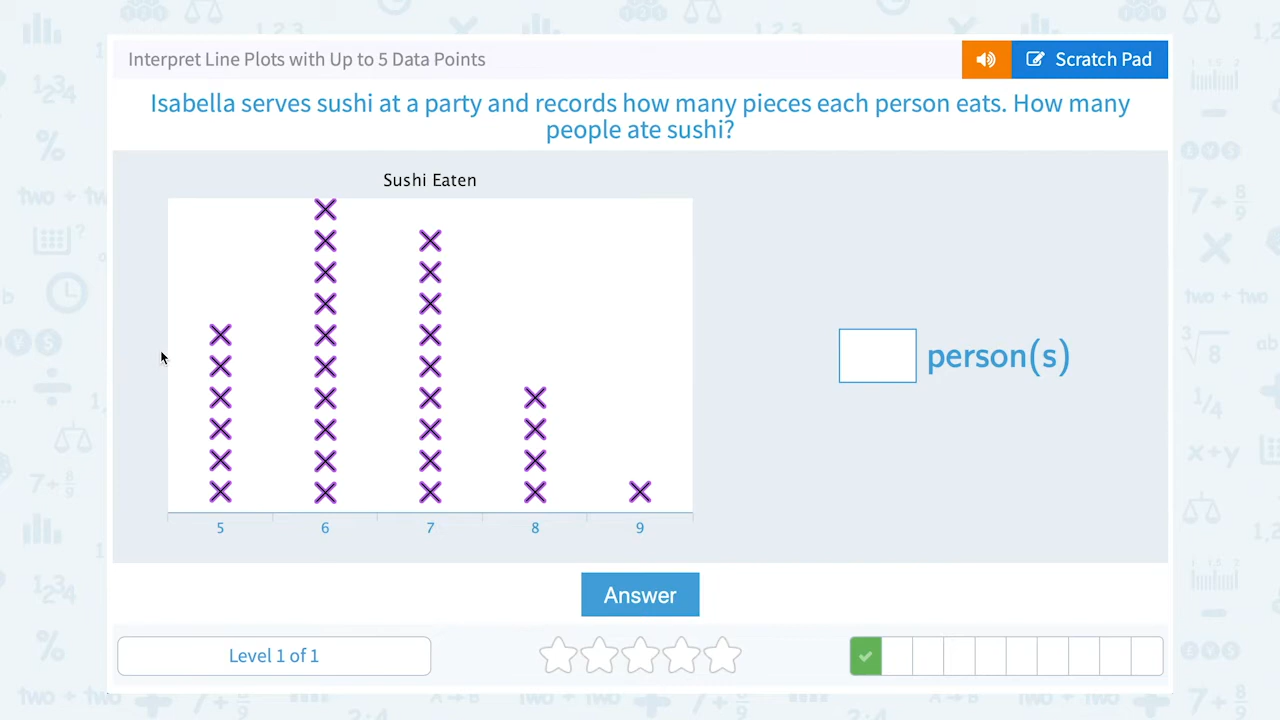 Interpret Line Plots with Up to 5 Data Points
Scratch Pad
Isabella serves sushi at a party and records how many pieces each person eats. How many
people ate sushi?
Sushi Eaten
5 6 7 8 9
person(s)
Answer
Level 1 of 1